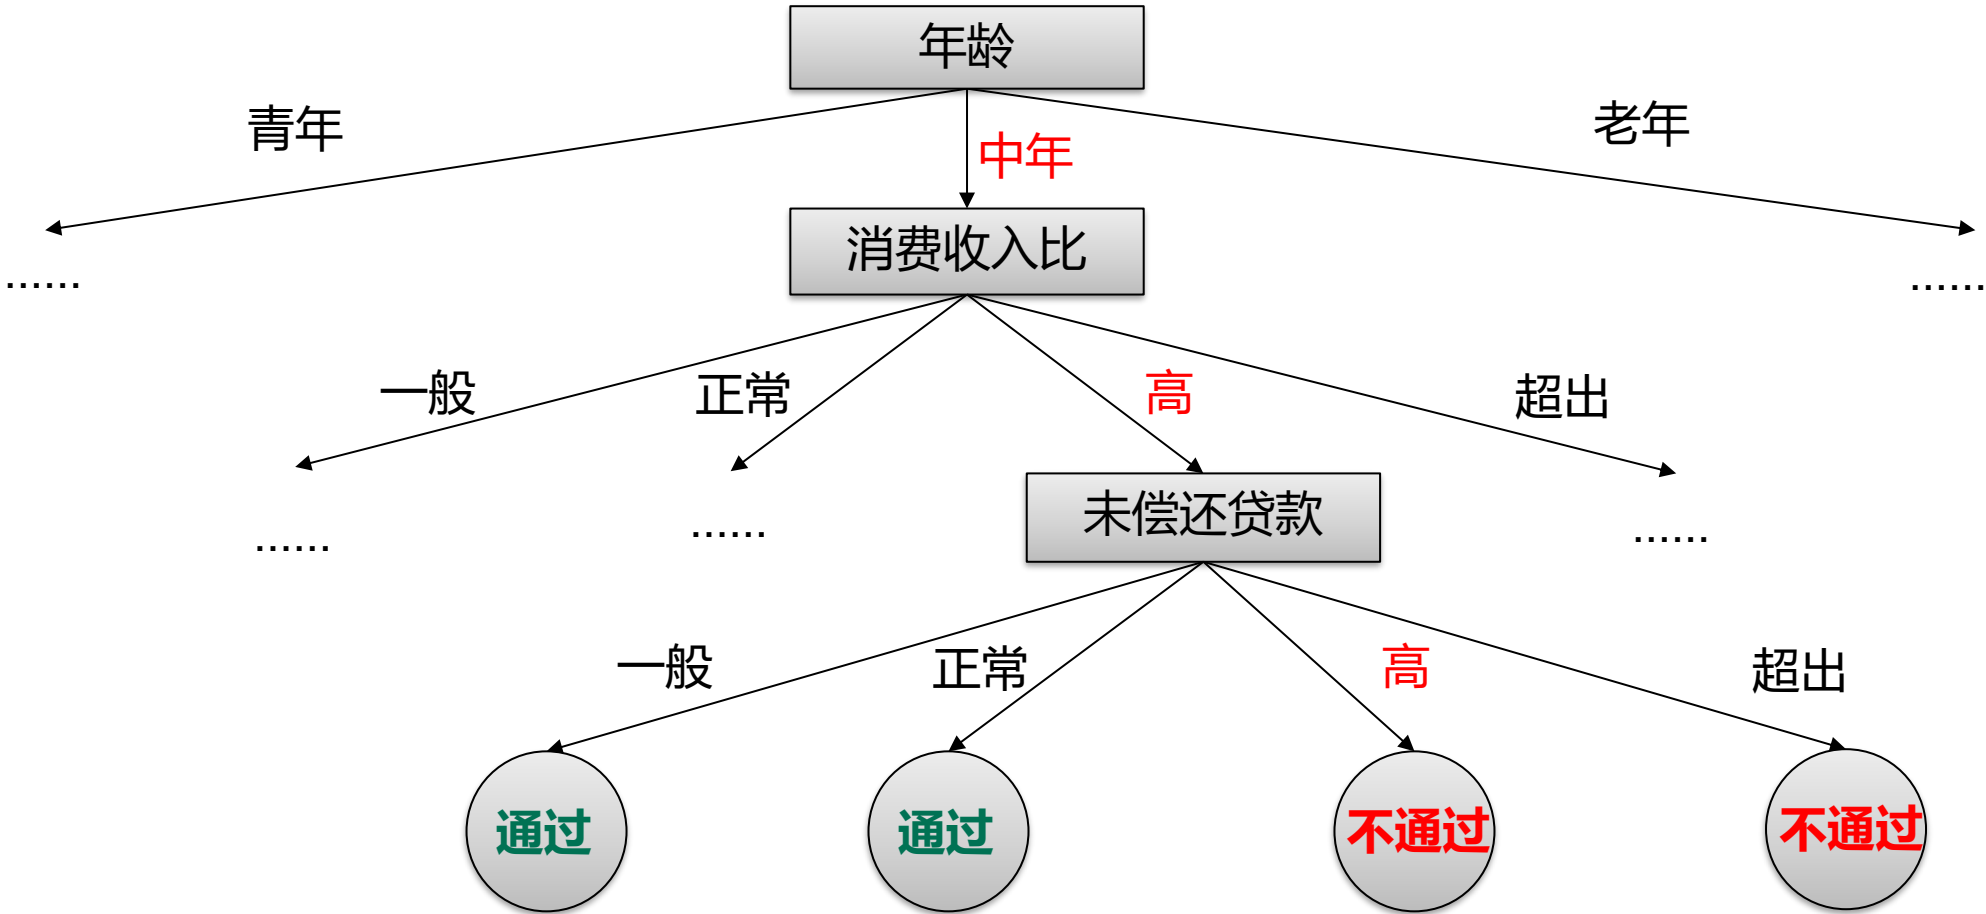 年龄
青年
中年
老年
消费收入比
......
......
一般
正常
高
超出
未偿还贷款
......
......
......
一般
正常
高
超出
通过
通过
不通过
不通过